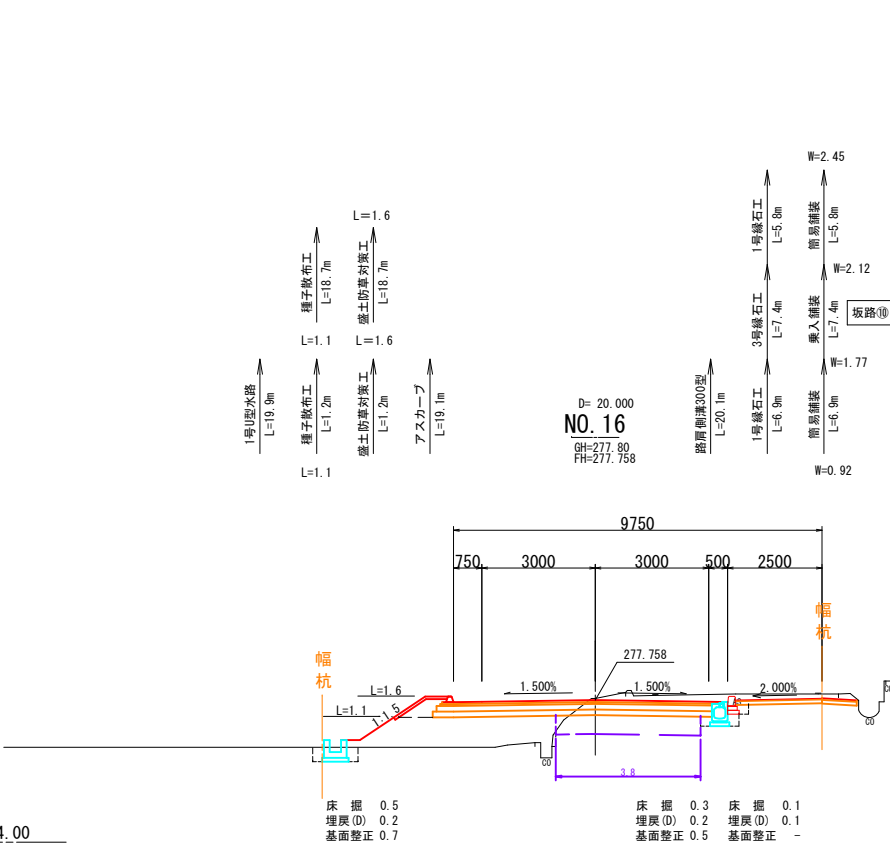 W=2.45
1号縁石工
L=5.8m
簡易舗装
L=5.8m
L=1.6
種子散布工
L=18.7m
盛土防草対策工
L=18.7m
W=2.12
3号縁石工
L=7.4m
乗入舗装
L=7.4m
坂路⑩
L=1.1
L=1.6
W=1.77
1号U型水路
L=19.9m
種子散布工
L=1.2m
盛土防草対策工
L=1.2m
アスカーブ
L=19.1m
D= 20.000
NO.16
GH=277.80
FH=277.758
路肩側溝300型
L=20.1m
1号縁石工
L=6.9m
簡易舗装
L=6.9m
L=1.1
W=0.92
9750
750 3000 3000 500 2500
幅杭
幅杭
277.758
L=1.6
1.500%
1.500%
2.000%
L=1.1
1:1.5
CO
CO
3.8
床 掘 0.5
埋戻(D) 0.2
基面整正 0.7
床 掘 0.3
埋戻(D) 0.2
基面整正 0.5
床 掘 0.1
埋戻(D) 0.1
基面整正 -
4.00